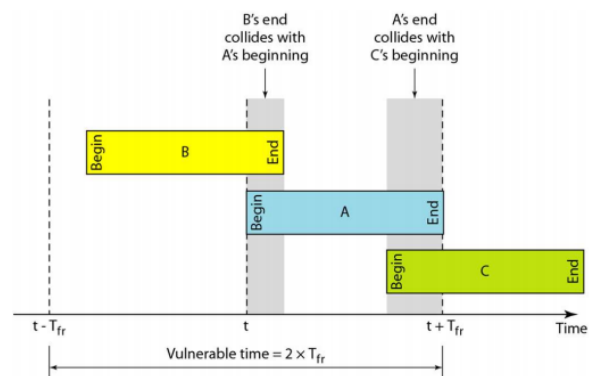 B's end
collides with
A's beginning
A's end
collides with
C's beginning
Begin
B
End
Begin
A
End
Begin
C
End
t - Tfr
t
t + Tfr
Time
Vulnerable time = 2 × Tfr